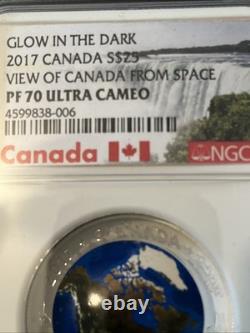 GLOW IN THE DARK
2017 CANADA S$25
VIEW OF CANADA FROM SPACE
PF 70 ULTRA CAMEO
4599838-006
Canada NGC
CANADA